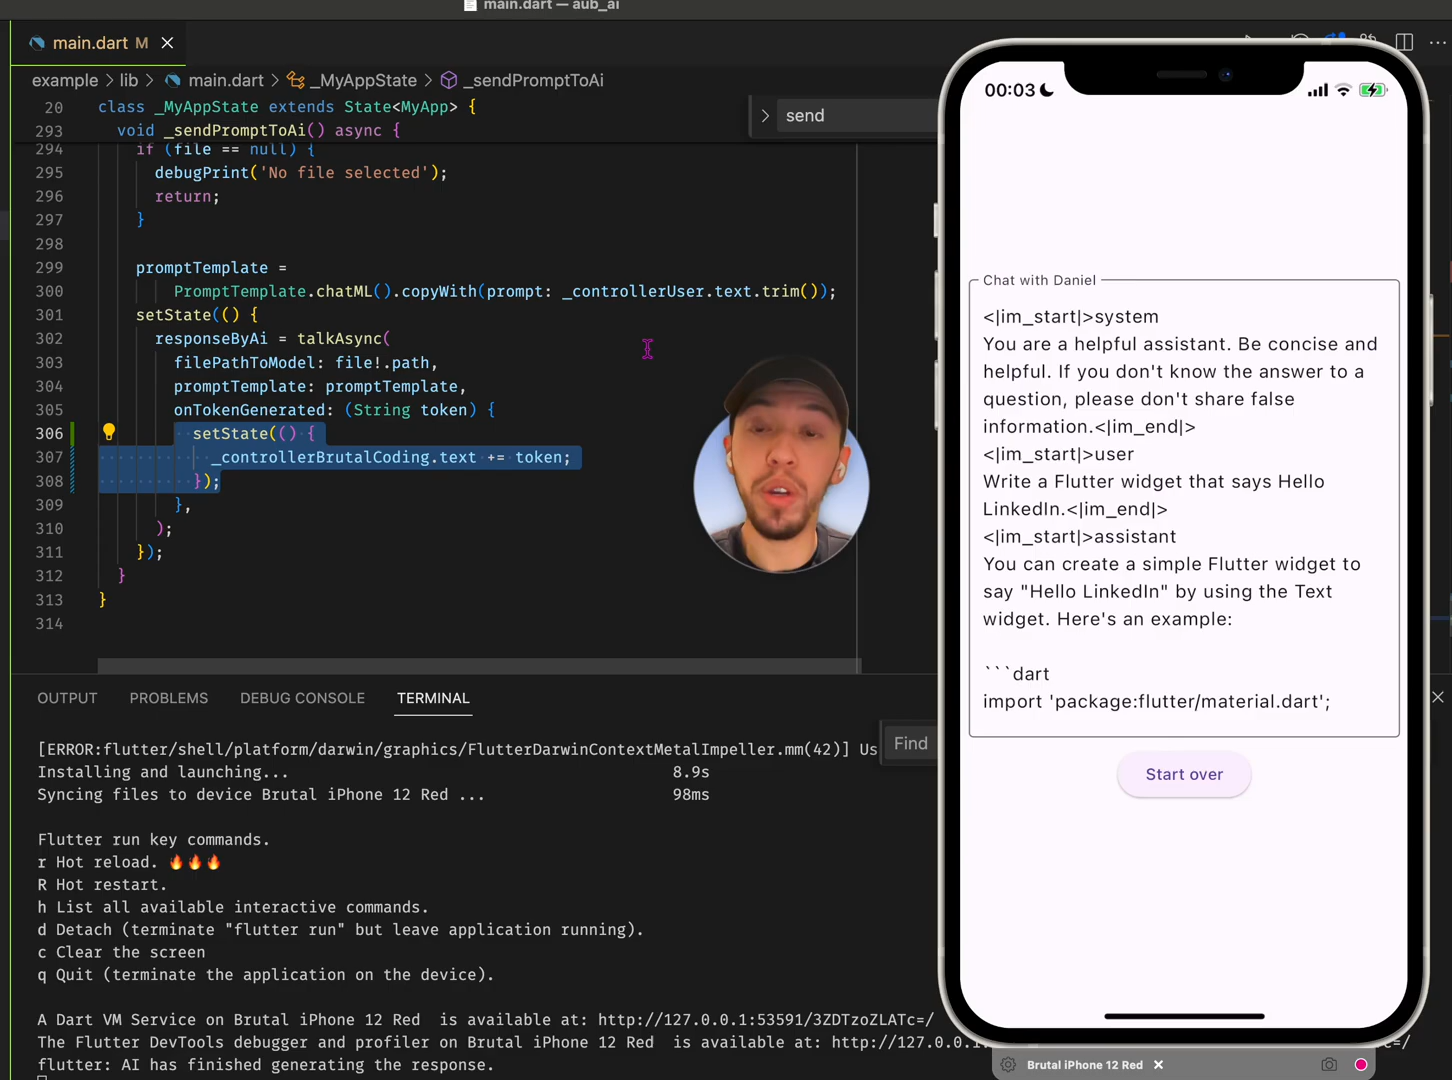 main.dart — aub_ai
main.dart M
example > lib > main.dart > _MyAppState > _sendPromptToAi
20 class _MyAppState extends State<MyApp> {
293 void _sendPromptToAi() async {
294 if (file == null) {
295 debugPrint('No file selected');
296 return;
297 }
298
299 promptTemplate =
300 PromptTemplate.chatML().copyWith(prompt: _controllerUser.text.trim());
301 setState(() {
302 responseByAi = talkAsync(
303 filePathToModel: file!.path,
304 promptTemplate: promptTemplate,
305 onTokenGenerated: (String token) {
306 setState(() {
307 _controllerBrutalCoding.text += token;
308 });
309 },
310 );
311 });
312 }
313 }
314
send
OUTPUT PROBLEMS DEBUG CONSOLE TERMINAL
Find
[ERROR:flutter/shell/platform/darwin/graphics/FlutterDarwinContextMetalImpeller.mm(42)] Us
Installing and launching... 8.9s
Syncing files to device Brutal iPhone 12 Red ... 98ms
Flutter run key commands.
r Hot reload. 🔥🔥🔥
R Hot restart.
h List all available interactive commands.
d Detach (terminate "flutter run" but leave application running).
c Clear the screen
q Quit (terminate the application on the device).
A Dart VM Service on Brutal iPhone 12 Red is available at: http://127.0.0.1:53591/3ZDTzoZLATc=/
The Flutter DevTools debugger and profiler on Brutal iPhone 12 Red is available at: http://127.0.0.1 c=/
flutter: AI has finished generating the response.
00:03
Chat with Daniel
<|im_start|>system
You are a helpful assistant. Be concise and
helpful. If you don't know the answer to a
question, please don't share false
information.<|im_end|>
<|im_start|>user
Write a Flutter widget that says Hello
LinkedIn.<|im_end|>
<|im_start|>assistant
You can create a simple Flutter widget to
say "Hello LinkedIn" by using the Text
widget. Here's an example:
```dart
import 'package:flutter/material.dart';
Start over
Brutal iPhone 12 Red